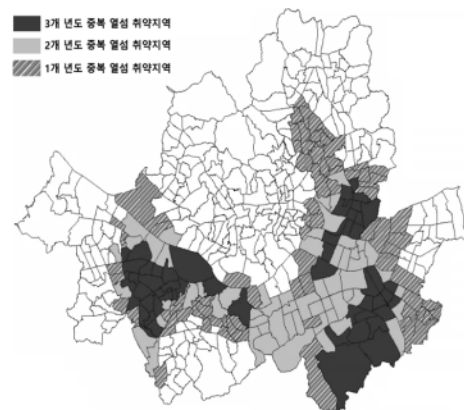 3개 년도 중복 열섬 취약지역
2개 년도 중복 열섬 취약지역
1개 년도 중복 열섬 취약지역